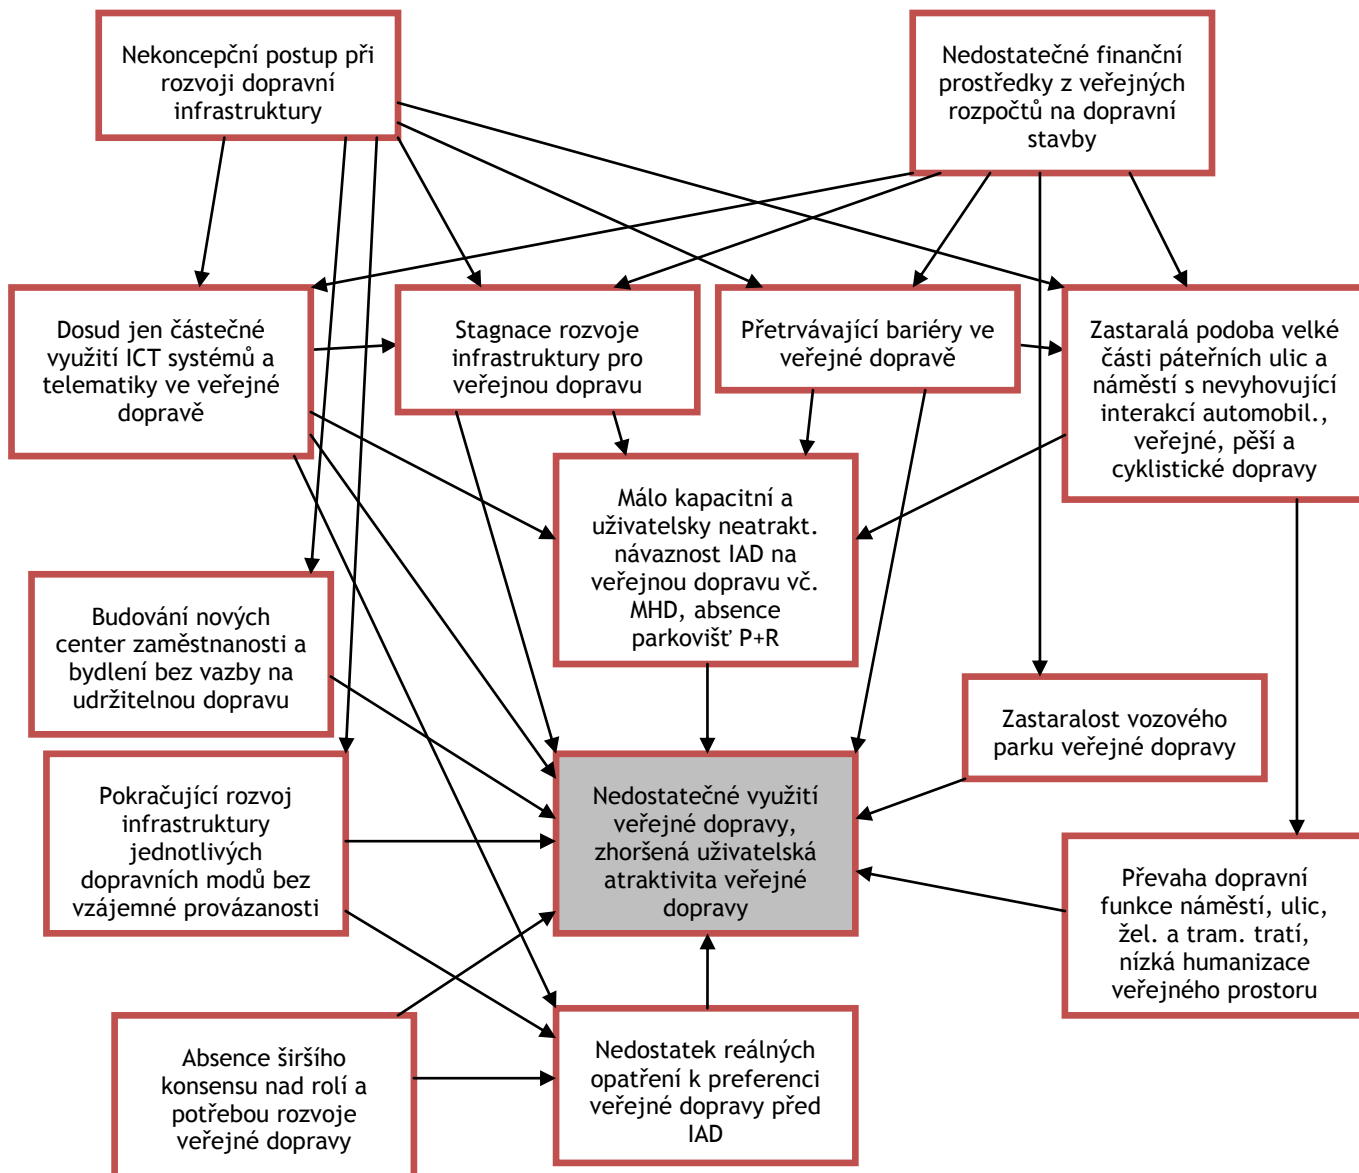 Nekoncepční postup při
rozvoji dopravní
infrastruktury
Nedostatečné finanční
prostředky z veřejných
rozpočtů na dopravní
stavby
Dosud jen částečné
využití ICT systémů a
telematiky ve veřejné
dopravě
Stagnace rozvoje
infrastruktury pro
veřejnou dopravu
Přetrvávající bariéry ve
veřejné dopravě
Zastaralá podoba velké
části páteřních ulic a
náměstí s nevyhovující
interakcí automobil.,
veřejné, pěší a
cyklistické dopravy
Málo kapacitní a
uživatelsky neatrakt.
návaznost IAD na
veřejnou dopravu vč.
MHD, absence
parkovišť P+R
Budování nových
center zaměstnanosti a
bydlení bez vazby na
udržitelnou dopravu
Zastaralost vozového
parku veřejné dopravy
Pokračující rozvoj
infrastruktury
jednotlivých
dopravních modů bez
vzájemné provázanosti
Nedostatečné využití
veřejné dopravy,
zhoršená uživatelská
atraktivita veřejné
dopravy
Převaha dopravní
funkce náměstí, ulic,
žel. a tram. tratí,
nízká humanizace
veřejného prostoru
Absence širšího
konsensu nad rolí a
potřebou rozvoje
veřejné dopravy
Nedostatek reálných
opatření k preferenci
veřejné dopravy před
IAD